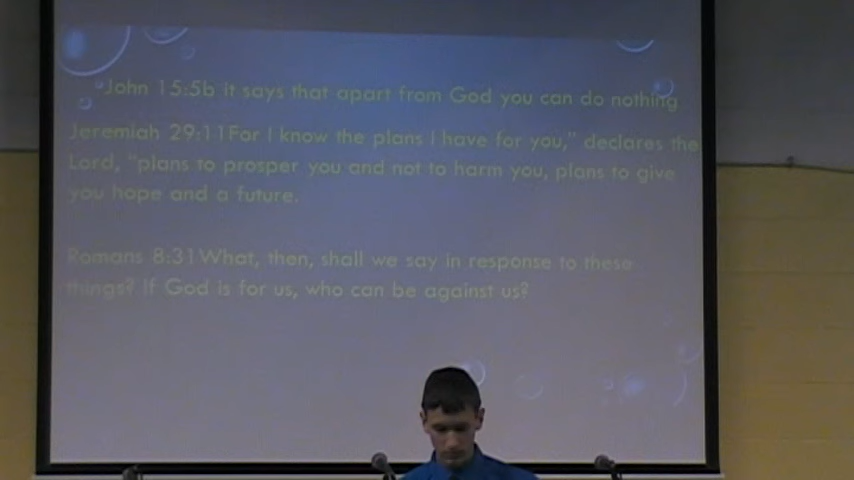 John 15:5b it says that apart from God you can do nothing
Jeremiah 29:11For I know the plans I have for you," declares the
Lord, "plans to prosper you and not to harm you, plans to give
you hope and a future.
Romans 8:31What, then, shall we say in response to these
things? If God is for us, who can be against us?